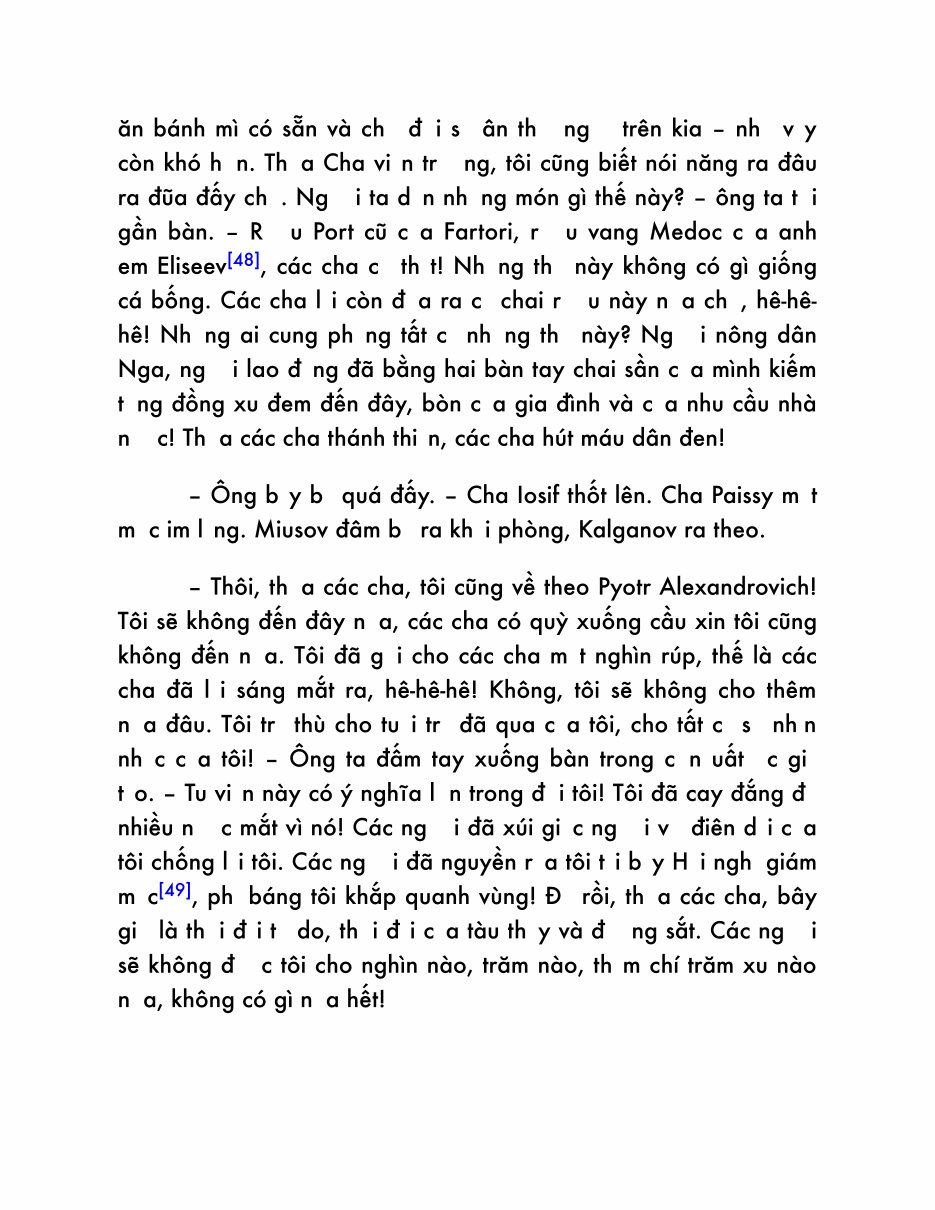 ăn bánh mì có sẵn và ch đ i s ân th ng trên kia – nh v y
còn khó h n. Th a Cha vi n tr ng, tôi cũng biết nói năng ra đâu
ra đũa đấy ch . Ng i ta d n nh ng món gì thế này? – ông ta t i
gần bàn. – R u Port cũ c a Fartori, r u vang Medoc c a anh
em Eliseev[48], các cha c th t! Nh ng th này không có gì giống
cá bống. Các cha l i còn đ a ra c chai r u này n a ch , hê-hê-
hê! Nh ng ai cung ph ng tất c nh ng th này? Ng i nông dân
Nga, ng i lao đ ng đã bằng hai bàn tay chai sần c a mình kiếm
t ng đồng xu đem đến đây, bòn c a gia đình và c a nhu cầu nhà
n c! Th a các cha thánh thi n, các cha hút máu dân đen!
– Ông b y b quá đấy. – Cha Iosif thốt lên. Cha Paissy m t
m c im l ng. Miusov đâm b ra kh i phòng, Kalganov ra theo.
– Thôi, th a các cha, tôi cũng về theo Pyotr Alexandrovich!
Tôi sẽ không đến đây n a, các cha có quỳ xuống cầu xin tôi cũng
không đến n a. Tôi đã g i cho các cha m t nghìn rúp, thế là các
cha đã l i sáng mắt ra, hê-hê-hê! Không, tôi sẽ không cho thêm
n a đâu. Tôi tr thù cho tu i tr đã qua c a tôi, cho tất c s nh n
nh c c a tôi! – Ông ta đấm tay xuống bàn trong c n uất c gi
t o. – Tu vi n này có ý nghĩa l n trong đ i tôi! Tôi đã cay đắng đ
nhiều n c mắt vì nó! Các ng i đã xúi gi c ng i v điên d i c a
tôi chống l i tôi. Các ng i đã nguyền r a tôi t i b y H i ngh giám
m c[49], ph báng tôi khắp quanh vùng! Đ rồi, th a các cha, bây
gi là th i đ i t do, th i đ i c a tàu th y và đ ng sắt. Các ng i
sẽ không đ c tôi cho nghìn nào, trăm nào, th m chí trăm xu nào
n a, không có gì n a hết!